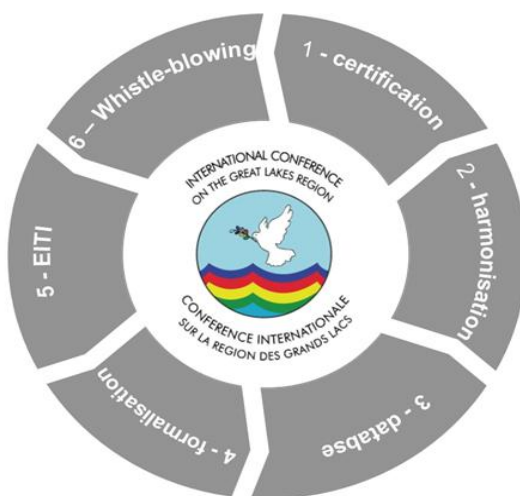 1 - certification
2 - harmonisation
3 - databse
4 - formalisation
5 - EITI
6 – Whistle-blowing
INTERNATIONAL CONFERENCE
ON THE GREAT LAKES REGION
CONFERENCE INTERNATIONALE
SUR LA REGION DES GRANDS LACS